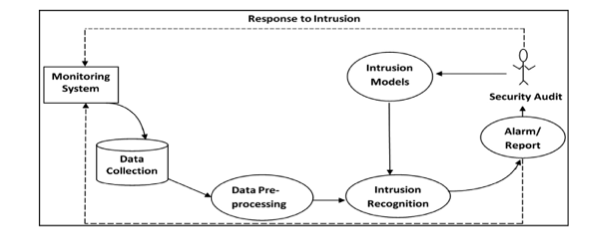 Response to Intrusion
Monitoring
System
Intrusion
Models
Security Audit
Alarm/
Report
Data
Collection
Data Pre-
processing
Intrusion
Recognition